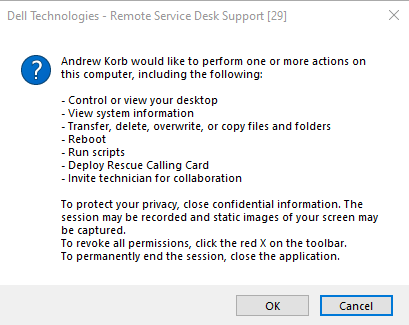 Dell Technologies - Remote Service Desk Support [29]
Andrew Korb would like to perform one or more actions on
this computer, including the following:
- Control or view your desktop
- View system information
- Transfer, delete, overwrite, or copy files and folders
- Reboot
- Run scripts
- Deploy Rescue Calling Card
- Invite technician for collaboration
To protect your privacy, close confidential information. The
session may be recorded and static images of your screen may
be captured.
To revoke all permissions, click the red X on the toolbar.
To permanently end the session, close the application.
OK
Cancel